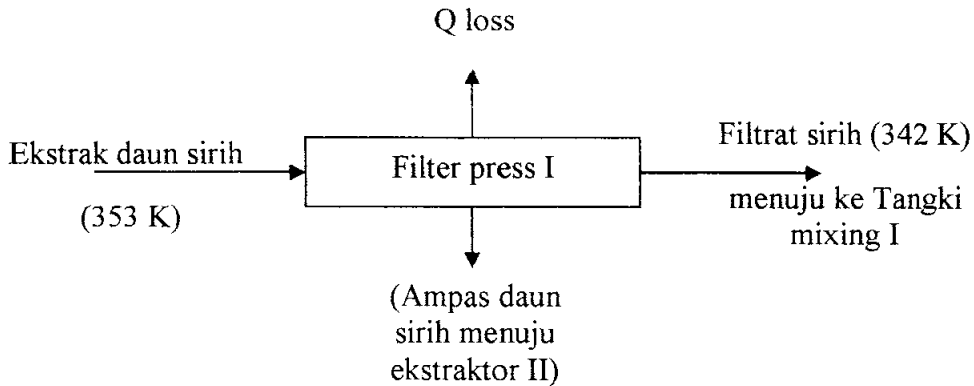 Q loss
Ekstrak daun sirih
(353 K)
Filter press I
Filtrat sirih (342 K)
menuju ke Tangki
mixing I
(Ampas daun
sirih menuju
ekstraktor II)